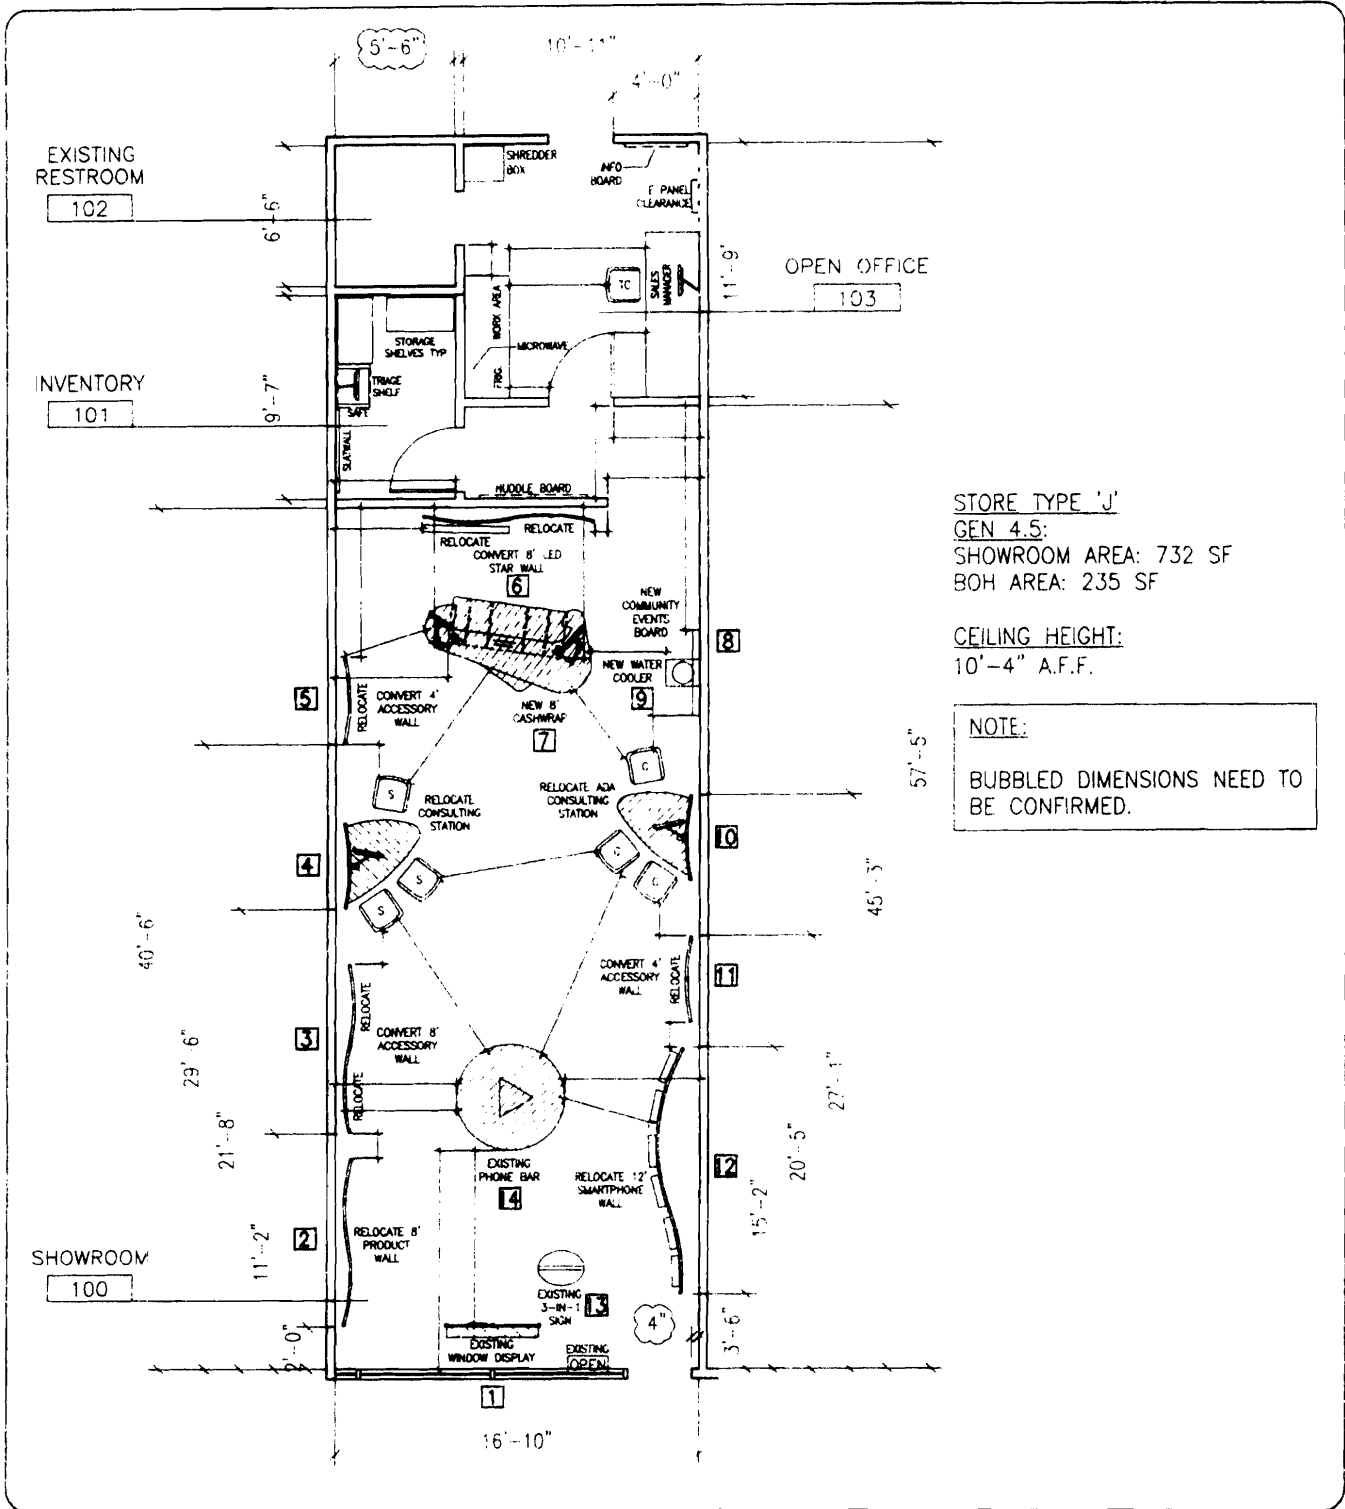 5'-6"
10'-11"
4'-0"
EXISTING
RESTROOM
102
SHREDDER
BOX
INFO
BOARD
E PANEL
CLEARANCE
6'-6"
11'-9"
OPEN OFFICE
103
TC
SALES
MANAGER
WORK AREA
MICROWAVE
FRIG.
STORAGE
SHELVES TYP
TRIAGE
SHELF
SAFE
SLATWALL
INVENTORY
101
9'-7"
HUDDLE BOARD
RELOCATE
RELOCATE
CONVERT 8' LED
STAR WALL
6
STORE TYPE 'J'
GEN 4.5:
SHOWROOM AREA: 732 SF
BOH AREA: 235 SF
CEILING HEIGHT:
10'-4" A.F.F.
NOTE:
BUBBLED DIMENSIONS NEED TO
BE CONFIRMED.
NEW
COMMUNITY
EVENTS
BOARD
8
NEW WATER
COOLER
9
5
RELOCATE
CONVERT 4'
ACCESSORY
WALL
NEW 8'
CASHWRAP
7
57'-5"
S
C
RELOCATE
CONSULTING
STATION
RELOCATE ADA
CONSULTING
STATION
4
10
S
S
C
C
45'-3"
40'-6"
3
RELOCATE
CONVERT 8'
ACCESSORY
WALL
RELOCATE
CONVERT 4'
ACCESSORY
WALL
RELOCATE
11
29'-6"
27'-1"
21'-8"
20'-5"
EXISTING
PHONE BAR
14
RELOCATE 12'
SMARTPHONE
WALL
12
15'-2"
2
RELOCATE 8'
PRODUCT
WALL
11'-2"
SHOWROOM
100
EXISTING
3-IN-1
SIGN
13
4"
3'-6"
2'-0"
EXISTING
WINDOW DISPLAY
EXISTING
OPEN
1
16'-10"